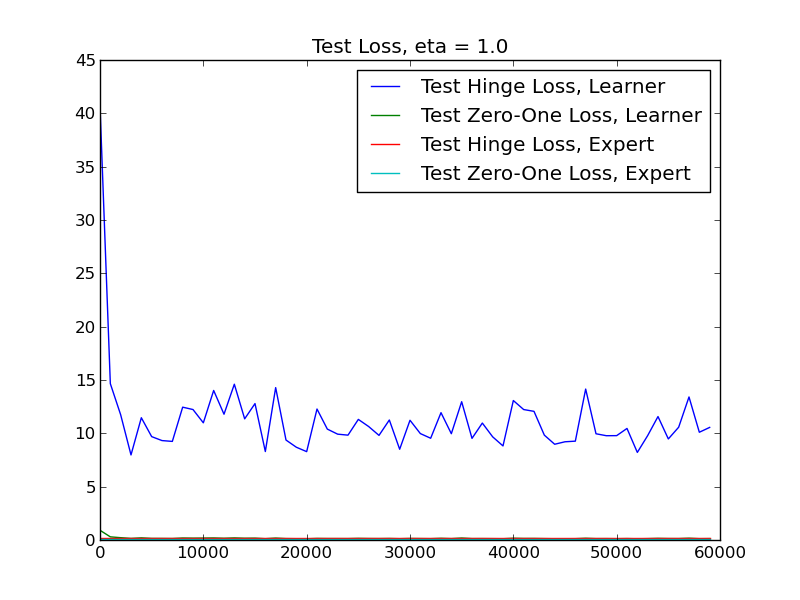 Test Loss, eta = 1.0
45
40
35
30
25
20
15
10
5
0
Test Hinge Loss, Learner
Test Zero-One Loss, Learner
Test Hinge Loss, Expert
Test Zero-One Loss, Expert
0 10000 20000 30000 40000 50000 60000